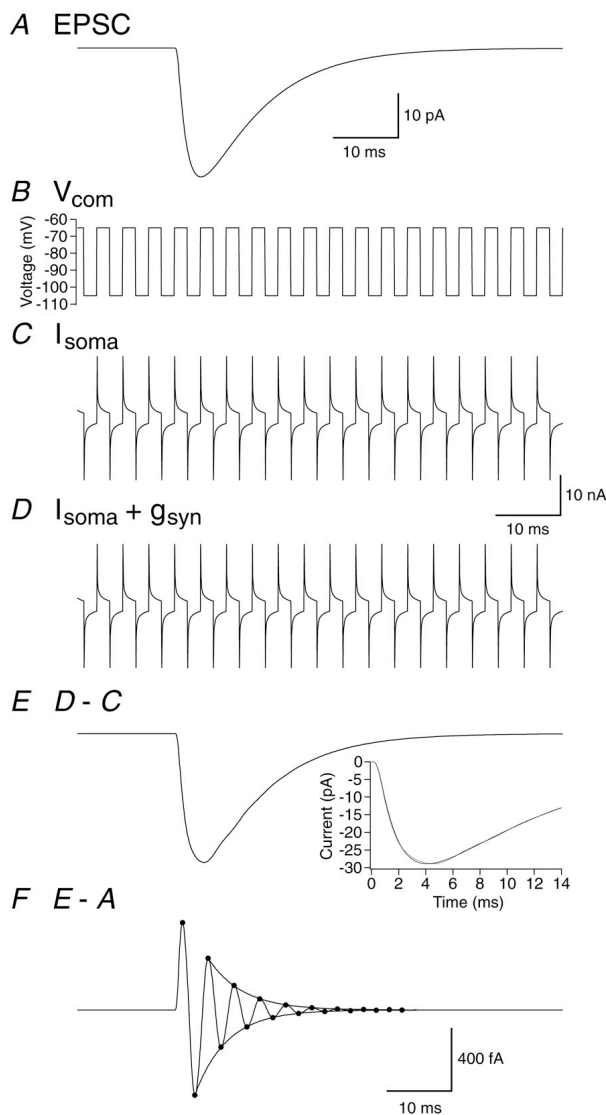 A EPSC
10 pA
10 ms
B Vcom
Voltage (mV)
-60
-70
-80
-90
-100
-110
C Isoma
10 nA
10 ms
D Isoma + gsyn
E D - C
Current (pA)
0
-5
-10
-15
-20
-25
-30
0 2 4 6 8 10 12 14
Time (ms)
F E - A
400 fA
10 ms